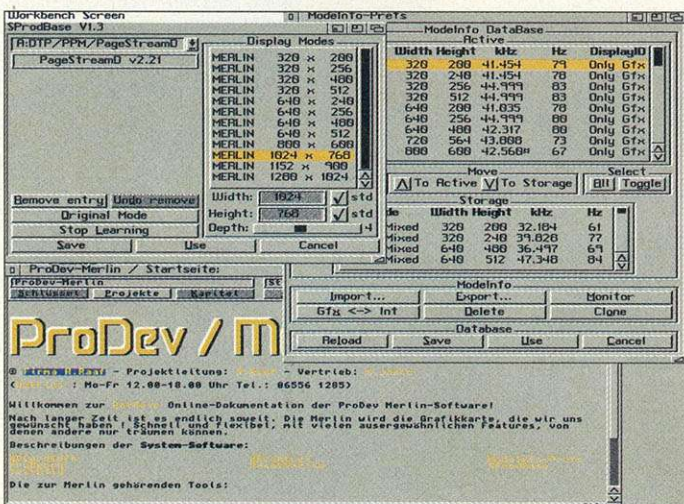 Workbench Screen
SProdBase V1.3
A:DTP/PPM/PageStreamD
PageStreamD v2.21
Remove entry
Undo remove
Original Mode
Stop Learning
Save
Use
Cancel
Display Modes
MERLIN 320 x 200
MERLIN 320 x 256
MERLIN 320 x 480
MERLIN 320 x 512
MERLIN 640 x 240
MERLIN 640 x 256
MERLIN 640 x 480
MERLIN 640 x 512
MERLIN 800 x 600
MERLIN 1024 x 768
MERLIN 1152 x 900
MERLIN 1280 x 1024
Width: 1024 std
Height: 768 std
Depth: 4
ModeInfo-Prefs
ModeInfo DataBase
Active
Width Height kHz Hz DisplayID
320 200 41.454 79 Only Gfx
320 240 41.454 78 Only Gfx
320 256 44.999 83 Only Gfx
320 512 44.999 83 Only Gfx
640 200 41.035 78 Only Gfx
640 256 44.999 80 Only Gfx
640 480 42.317 80 Only Gfx
720 564 43.808 73 Only Gfx
800 600 42.568¤ 67 Only Gfx
Move
To Active
To Storage
Select
All
Toggle
Storage
de Width Height kHz Hz
Mixed 320 200 32.184 61
Mixed 320 240 39.828 77
Mixed 640 480 36.497 69
Mixed 640 512 47.348 84
ModeInfo
Import...
Export...
Monitor
Gfx <-> Int
Delete
Clone
Database
Reload
Save
Use
Cancel
ProDev-Merlin / Startseite:
ProDev-Merlin
Schlüssel
Projekte
Kapitel
ProDev / M
© Firma R.Raaf - Projektleitung: - Vertrieb:
( : Mo-Fr 12.00-18.00 Uhr Tel.: 06556 1205)
Willkommen zur Online-Dokumentation der ProDev Merlin-Software!
Nach langer Zeit ist es endlich soweit. Die Merlin wird die Grafikkarte, die wir uns
gewünscht haben ! Schnell und flexibel, mit vielen ausergewöhnlichen Features, von
denen andere nur träumen können.
Beschreibungen der System-Software:
Die zur Merlin gehörenden Tools: